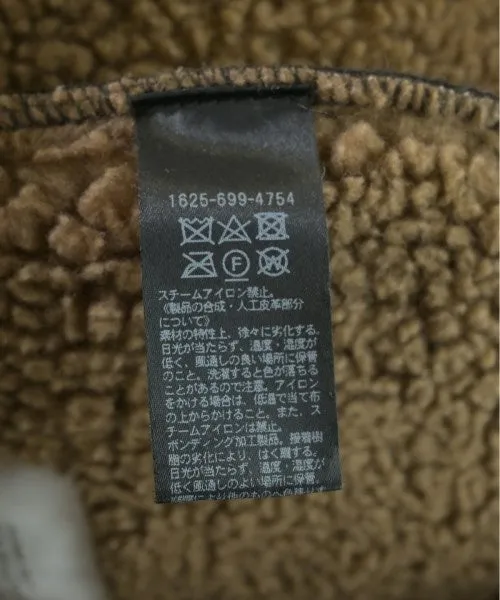 1625-699-4754
F W
スチームアイロン禁止。
《製品の合成・人工皮革部分
について》
素材の特性上、徐々に劣化する。
日光が当たらず、温度・湿度が
低く、風通しの良い場所に保管
のこと。洗濯すると色が落ちる
ことがあるので注意。アイロン
をかける場合は、低温で当て布
の上からかけること。また、ス
チームアイロンは禁止。
ボンディング加工製品。接着樹
脂の劣化により、はく離する。
日光が当たらず、温度・湿度が
低く風通しのよい場所に保管。